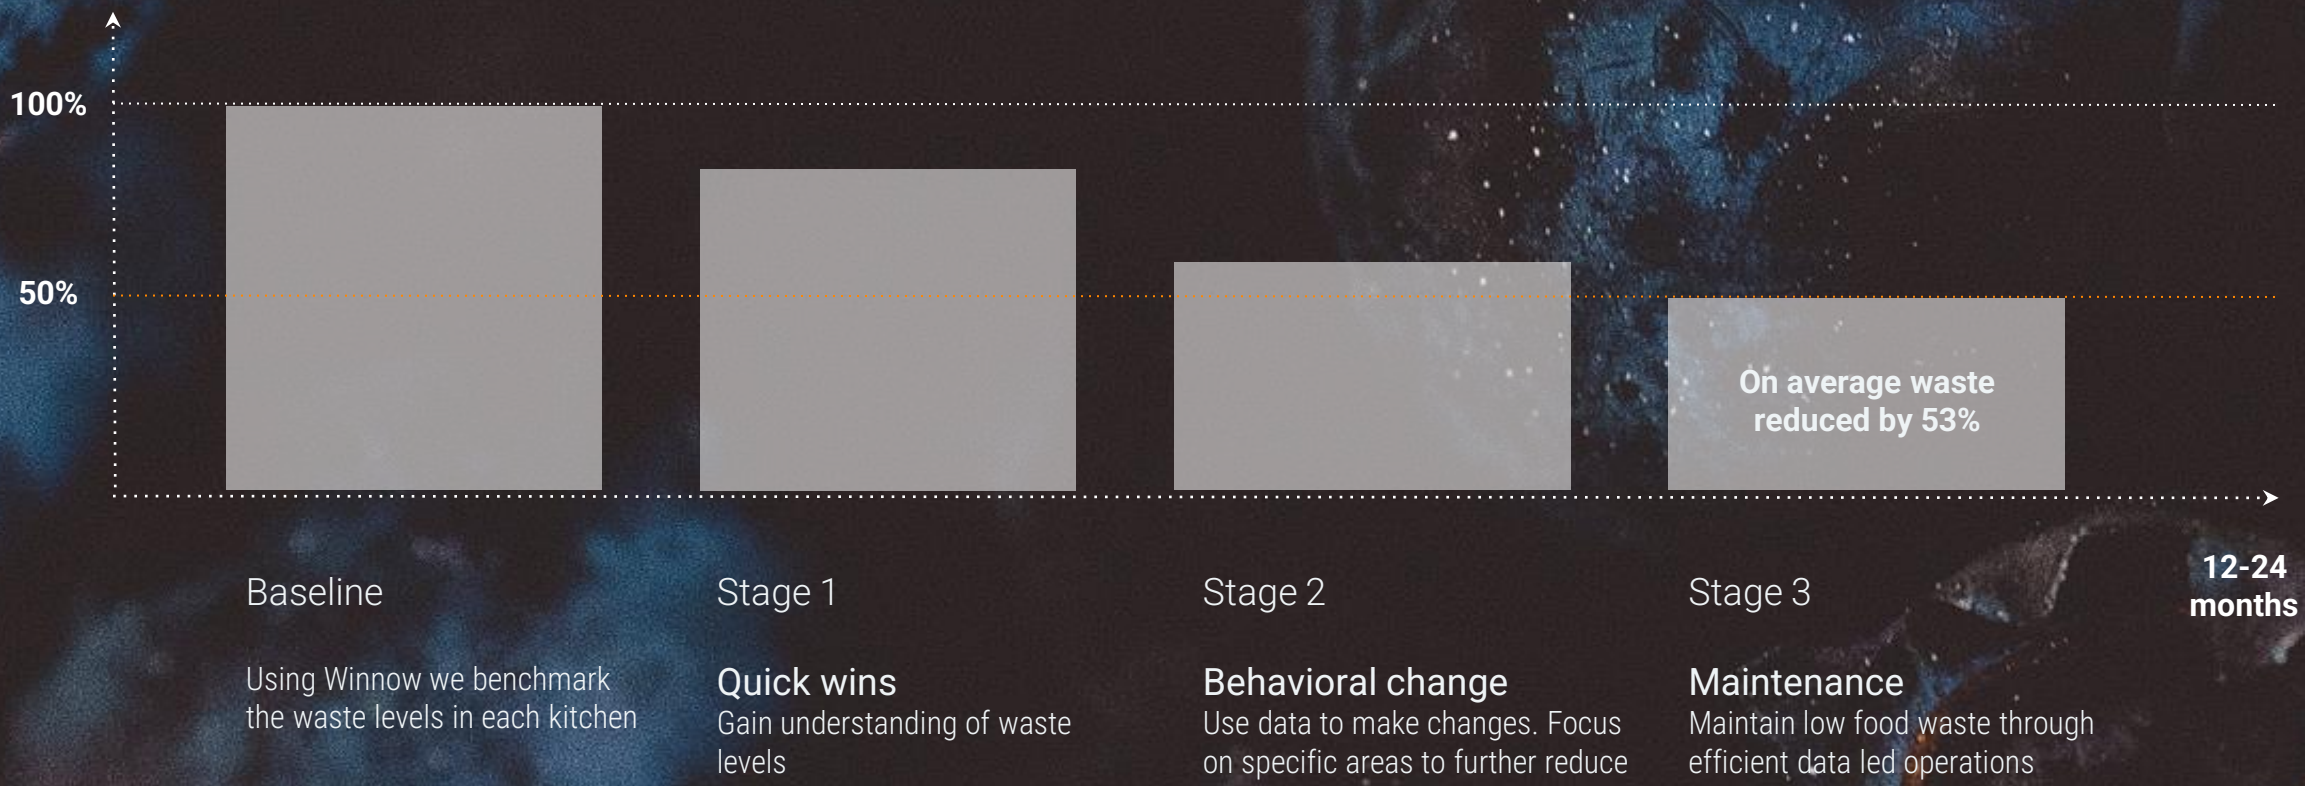 100%
50%
On average waste
reduced by 53%
12-24
months
Baseline
Using Winnow we benchmark
the waste levels in each kitchen
Stage 1
Quick wins
Gain understanding of waste
levels
Stage 2
Behavioral change
Use data to make changes. Focus
on specific areas to further reduce
Stage 3
Maintenance
Maintain low food waste through
efficient data led operations